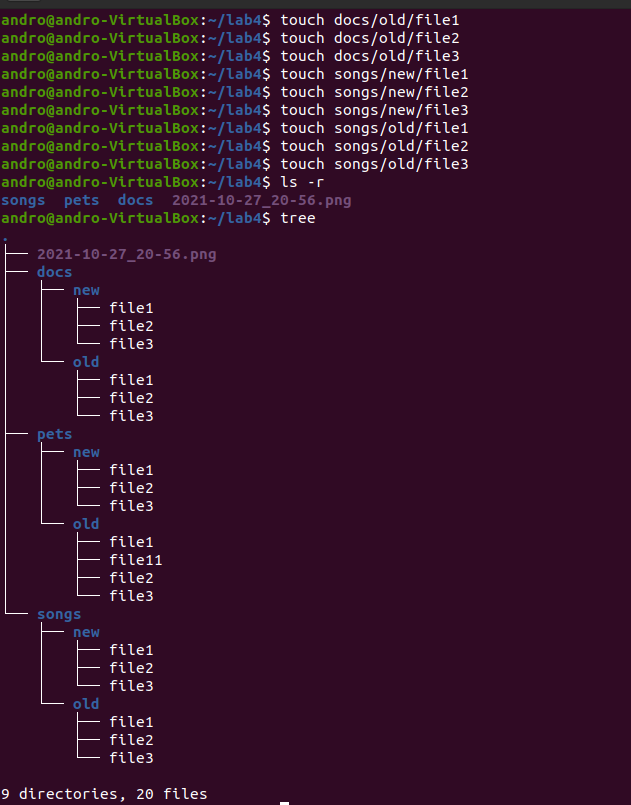 andro@andro-VirtualBox:~/lab4$ touch docs/old/file1
andro@andro-VirtualBox:~/lab4$ touch docs/old/file2
andro@andro-VirtualBox:~/lab4$ touch docs/old/file3
andro@andro-VirtualBox:~/lab4$ touch songs/new/file1
andro@andro-VirtualBox:~/lab4$ touch songs/new/file2
andro@andro-VirtualBox:~/lab4$ touch songs/new/file3
andro@andro-VirtualBox:~/lab4$ touch songs/old/file1
andro@andro-VirtualBox:~/lab4$ touch songs/old/file2
andro@andro-VirtualBox:~/lab4$ touch songs/old/file3
andro@andro-VirtualBox:~/lab4$ ls -r
songs  pets  docs  2021-10-27_20-56.png
andro@andro-VirtualBox:~/lab4$ tree
.
├── 2021-10-27_20-56.png
├── docs
│   ├── new
│   │   ├── file1
│   │   ├── file2
│   │   └── file3
│   └── old
│       ├── file1
│       ├── file2
│       └── file3
├── pets
│   ├── new
│   │   ├── file1
│   │   ├── file2
│   │   └── file3
│   └── old
│       ├── file1
│       ├── file11
│       ├── file2
│       └── file3
└── songs
    ├── new
    │   ├── file1
    │   ├── file2
    │   └── file3
    └── old
        ├── file1
        ├── file2
        └── file3

9 directories, 20 files